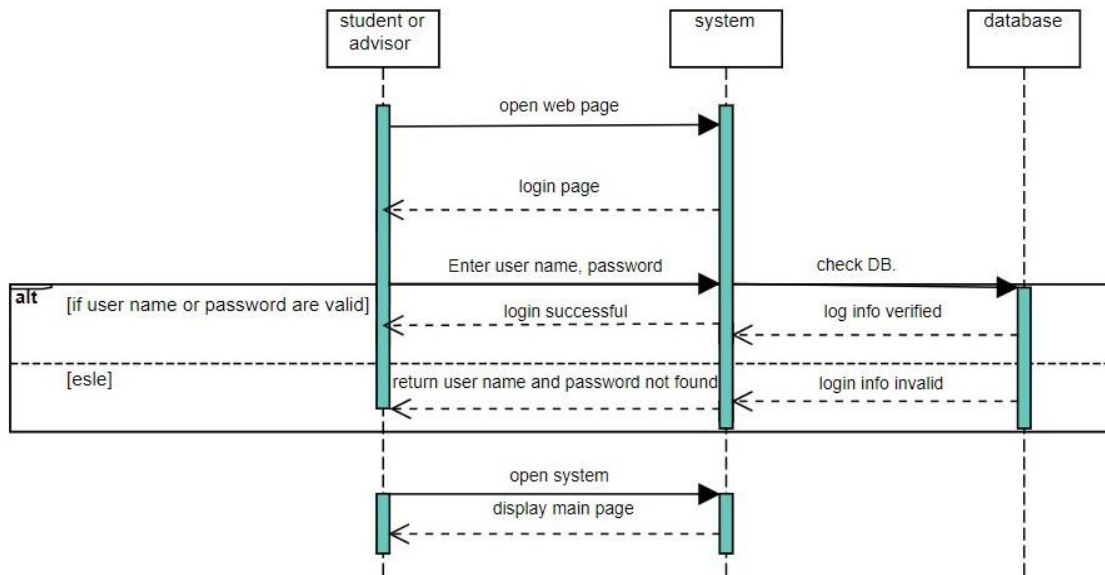 student or
advisor
system
database
open web page
login page
Enter user name, password
check DB.
alt
[if user name or password are valid]
login successful
log info verified
[esle]
return user name and password not found
login info invalid
open system
display main page